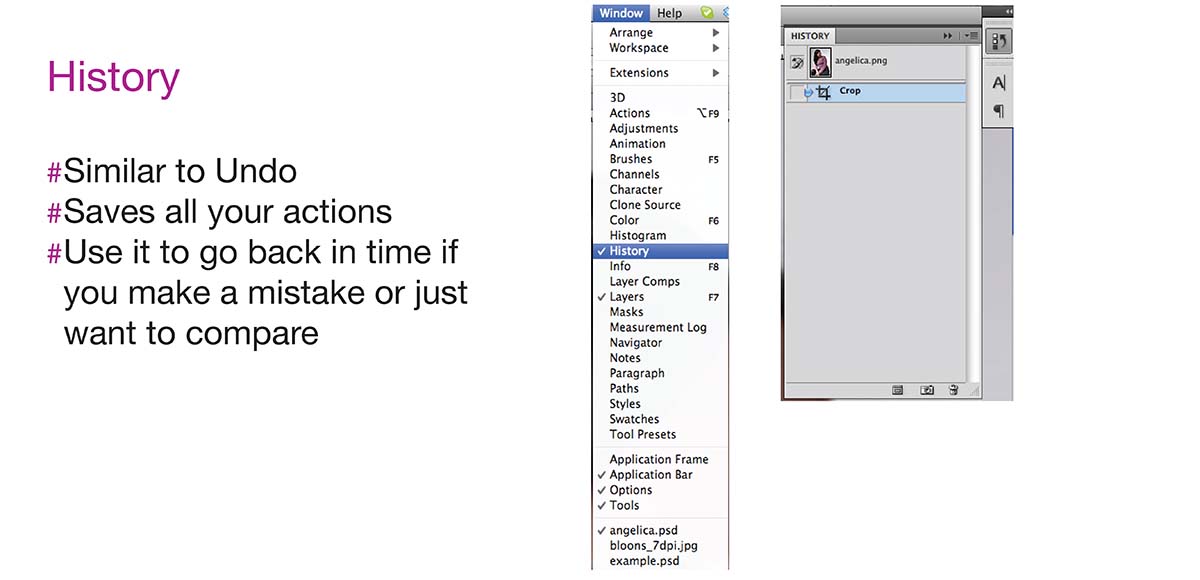 History
#Similar to Undo
#Saves all your actions
#Use it to go back in time if
you make a mistake or just
want to compare
Window Help
Arrange
Workspace
Extensions
3D
Actions ⌥F9
Adjustments
Animation
Brushes F5
Channels
Character
Clone Source
Color F6
Histogram
✓ History
Info F8
Layer Comps
✓ Layers F7
Masks
Measurement Log
Navigator
Notes
Paragraph
Paths
Styles
Swatches
Tool Presets
Application Frame
✓ Application Bar
✓ Options
✓ Tools
✓ angelica.psd
bloons_7dpi.jpg
example.psd
HISTORY
angelica.png
Crop
A
¶